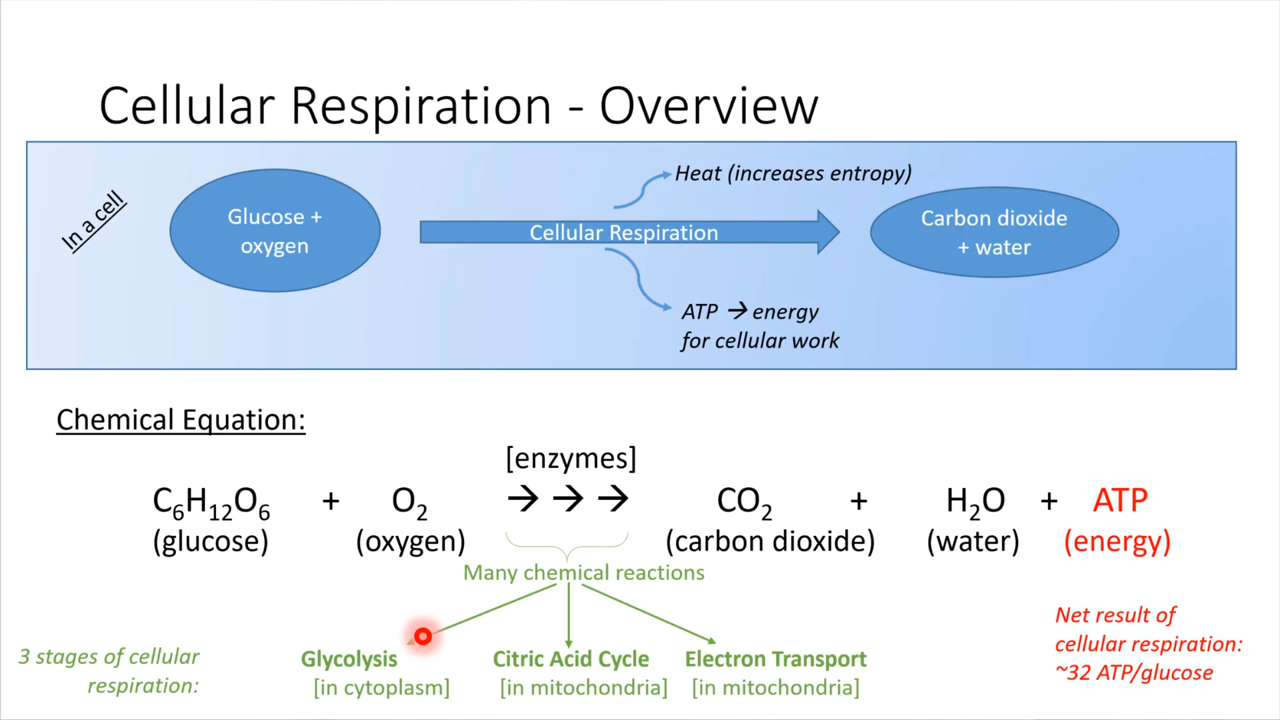 Cellular Respiration - Overview
In a cell
Glucose +
oxygen
Heat (increases entropy)
Cellular Respiration
ATP → energy
for cellular work
Carbon dioxide
+ water
Chemical Equation:
[enzymes]
C₆H₁₂O₆ + O₂ → → → CO₂ + H₂O + ATP
(glucose) (oxygen) (carbon dioxide) (water) (energy)
Many chemical reactions
3 stages of cellular
respiration:
Glycolysis
[in cytoplasm]
Citric Acid Cycle
[in mitochondria]
Electron Transport
[in mitochondria]
Net result of
cellular respiration:
~32 ATP/glucose